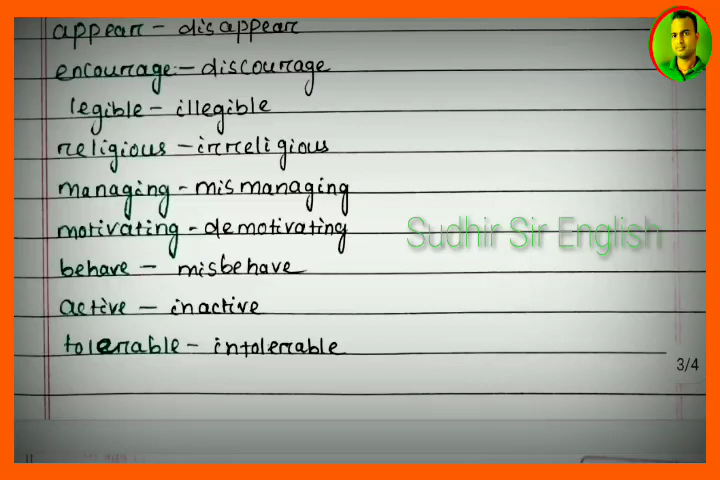 appear - disappear
encourage - discourage
legible - illegible
religious - irreligious
managing - mismanaging
motivating - demotivating
Sudhir Sir English
behave - misbehave
active - inactive
tolerable - intolerable
3/4